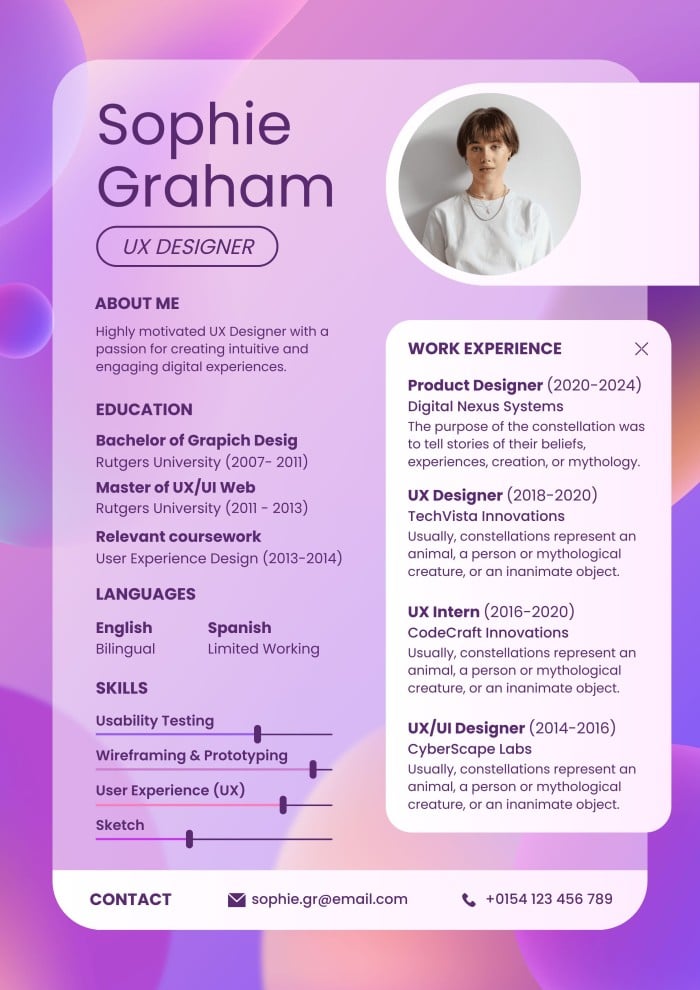 Sophie
Graham
UX DESIGNER
ABOUT ME
Highly motivated UX Designer with a
passion for creating intuitive and
engaging digital experiences.
EDUCATION
Bachelor of Grapich Desig
Rutgers University (2007- 2011)
Master of UX/UI Web
Rutgers University (2011 - 2013)
Relevant coursework
User Experience Design (2013-2014)
LANGUAGES
English
Bilingual
Spanish
Limited Working
SKILLS
Usability Testing
Wireframing & Prototyping
User Experience (UX)
Sketch
WORK EXPERIENCE
Product Designer (2020-2024)
Digital Nexus Systems
The purpose of the constellation was
to tell stories of their beliefs,
experiences, creation, or mythology.
UX Designer (2018-2020)
TechVista Innovations
Usually, constellations represent an
animal, a person or mythological
creature, or an inanimate object.
UX Intern (2016-2020)
CodeCraft Innovations
Usually, constellations represent an
animal, a person or mythological
creature, or an inanimate object.
UX/UI Designer (2014-2016)
CyberScape Labs
Usually, constellations represent an
animal, a person or mythological
creature, or an inanimate object.
CONTACT
sophie.gr@email.com
+0154 123 456 789